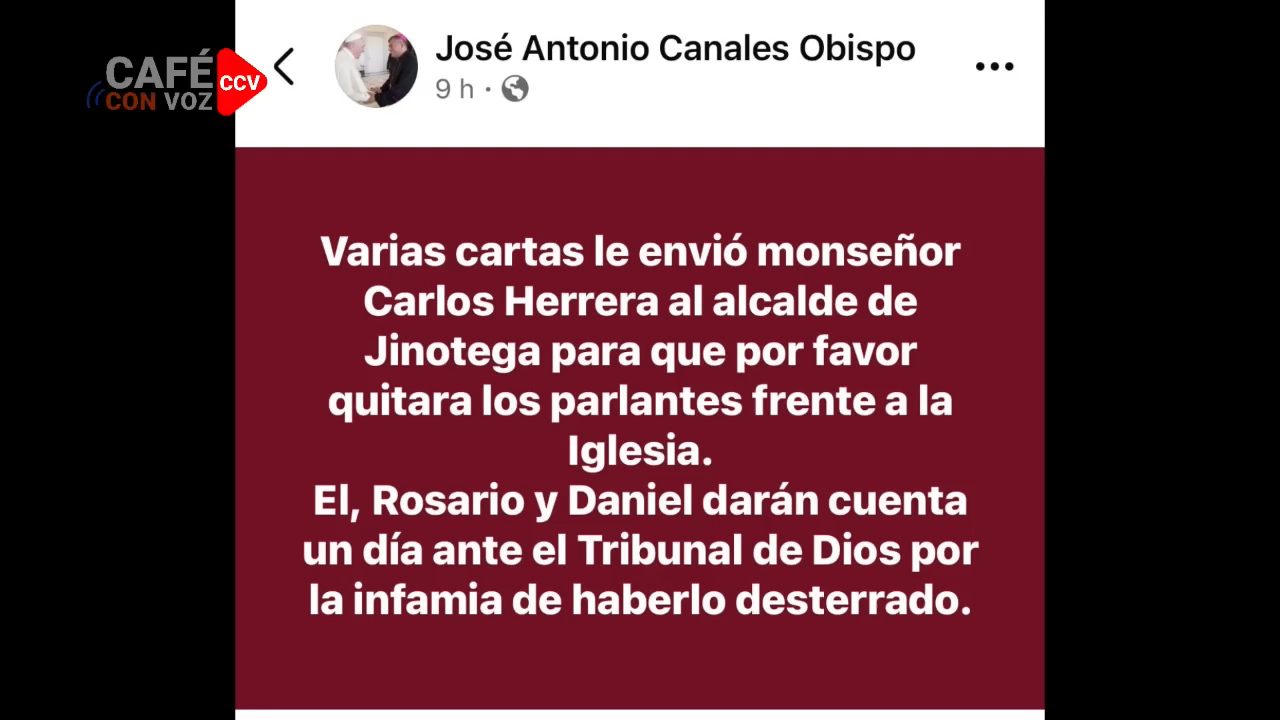 CAFÉ
CON VOZ
CCV
José Antonio Canales Obispo
9 h ·
Varias cartas le envió monseñor
Carlos Herrera al alcalde de
Jinotega para que por favor
quitara los parlantes frente a la
Iglesia.
El, Rosario y Daniel darán cuenta
un día ante el Tribunal de Dios por
la infamia de haberlo desterrado.